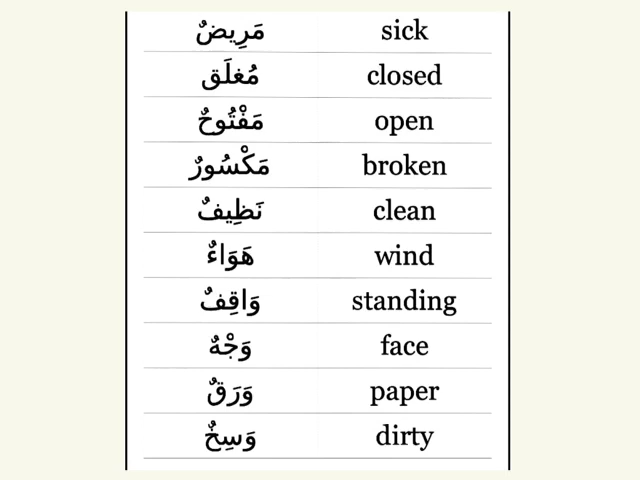 مَرِيضٌ sick
مُغلَق closed
مَفْتُوحٌ open
مَكْسُورٌ broken
نَظِيفٌ clean
هَوَاءٌ wind
وَاقِفٌ standing
وَجْهٌ face
وَرَقٌ paper
وَسِخٌ dirty